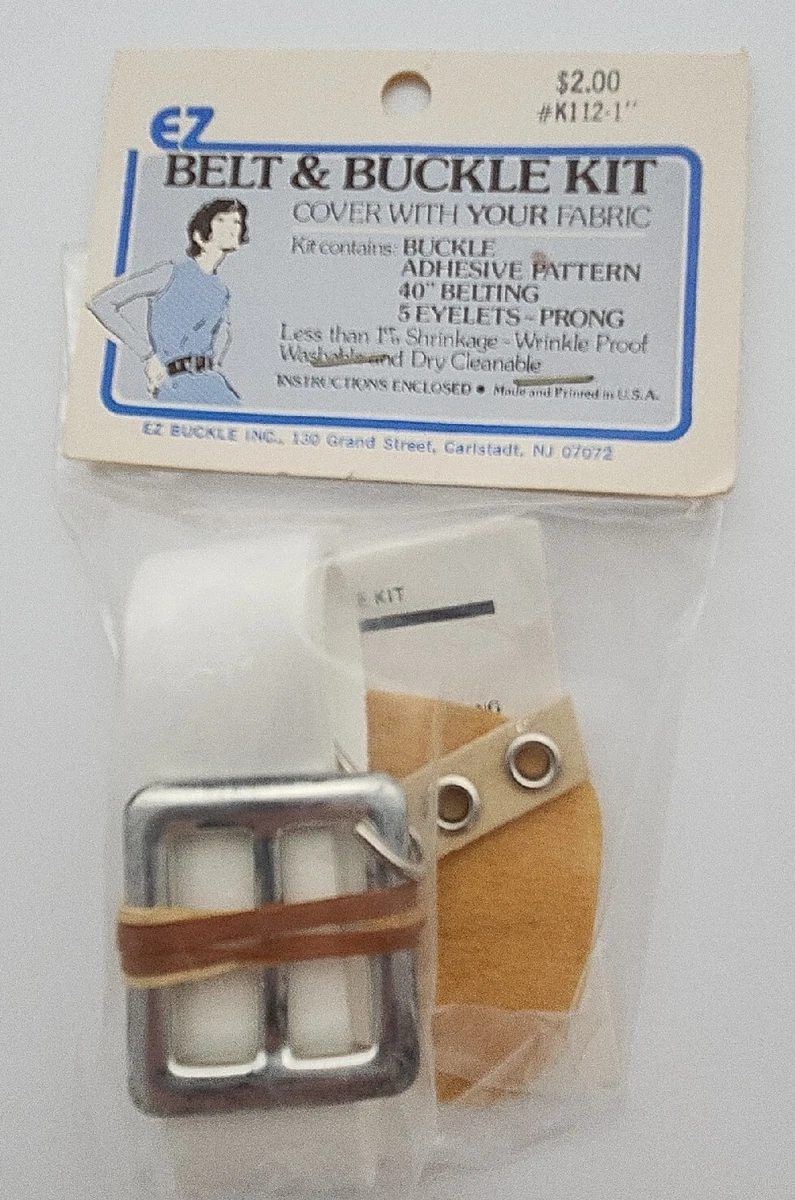 $2.00
#K112-1"
EZ
BELT & BUCKLE KIT
COVER WITH YOUR FABRIC
Kit contains: BUCKLE
ADHESIVE PATTERN
40" BELTING
5 EYELETS - PRONG
Less than 1% Shrinkage - Wrinkle Proof
Washable and Dry Cleanable
INSTRUCTIONS ENCLOSED • Made and Printed in U.S.A.
EZ BUCKLE INC., 130 Grand Street, Carlstadt, NJ 07072
KIT